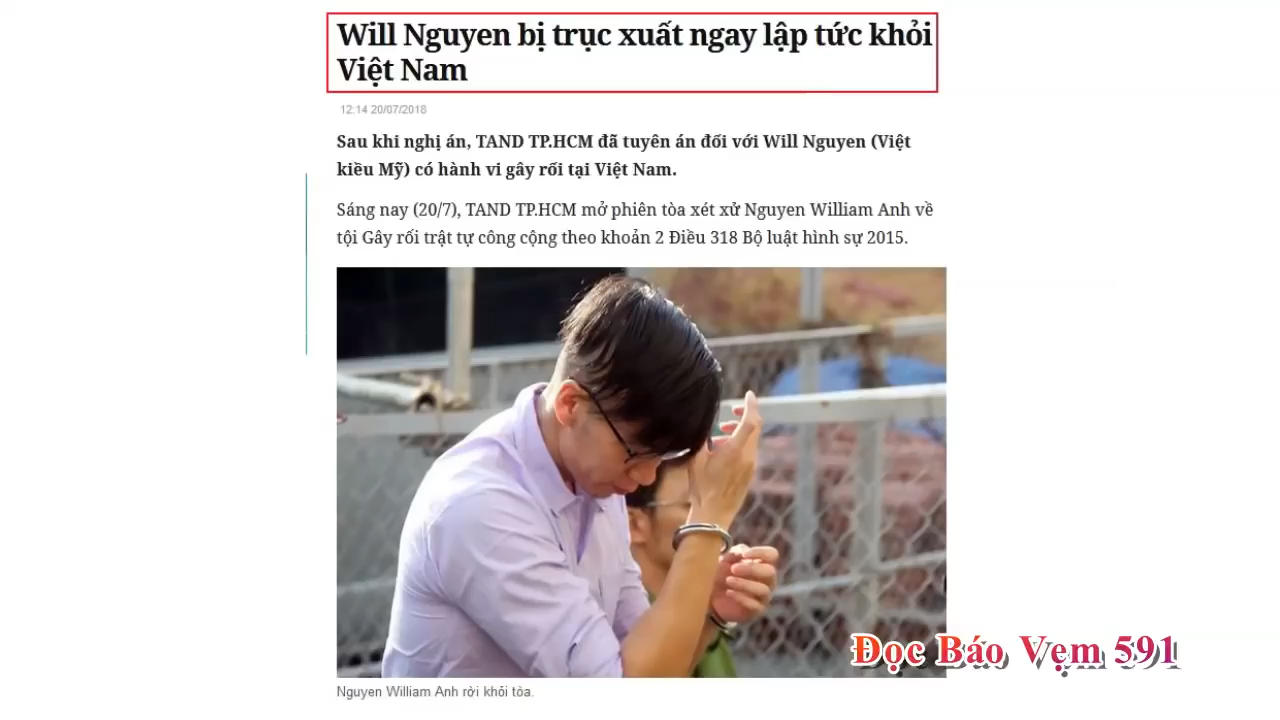 Will Nguyen bị trục xuất ngay lập tức khỏi
Việt Nam
12:14 20/07/2018
Sau khi nghị án, TAND TP.HCM đã tuyên án đối với Will Nguyen (Việt
kiều Mỹ) có hành vi gây rối tại Việt Nam.
Sáng nay (20/7), TAND TP.HCM mở phiên tòa xét xử Nguyen William Anh về
tội Gây rối trật tự công cộng theo khoản 2 Điều 318 Bộ luật hình sự 2015.
Đọc Báo Vẹm 591
Nguyen William Anh rời khỏi tòa.